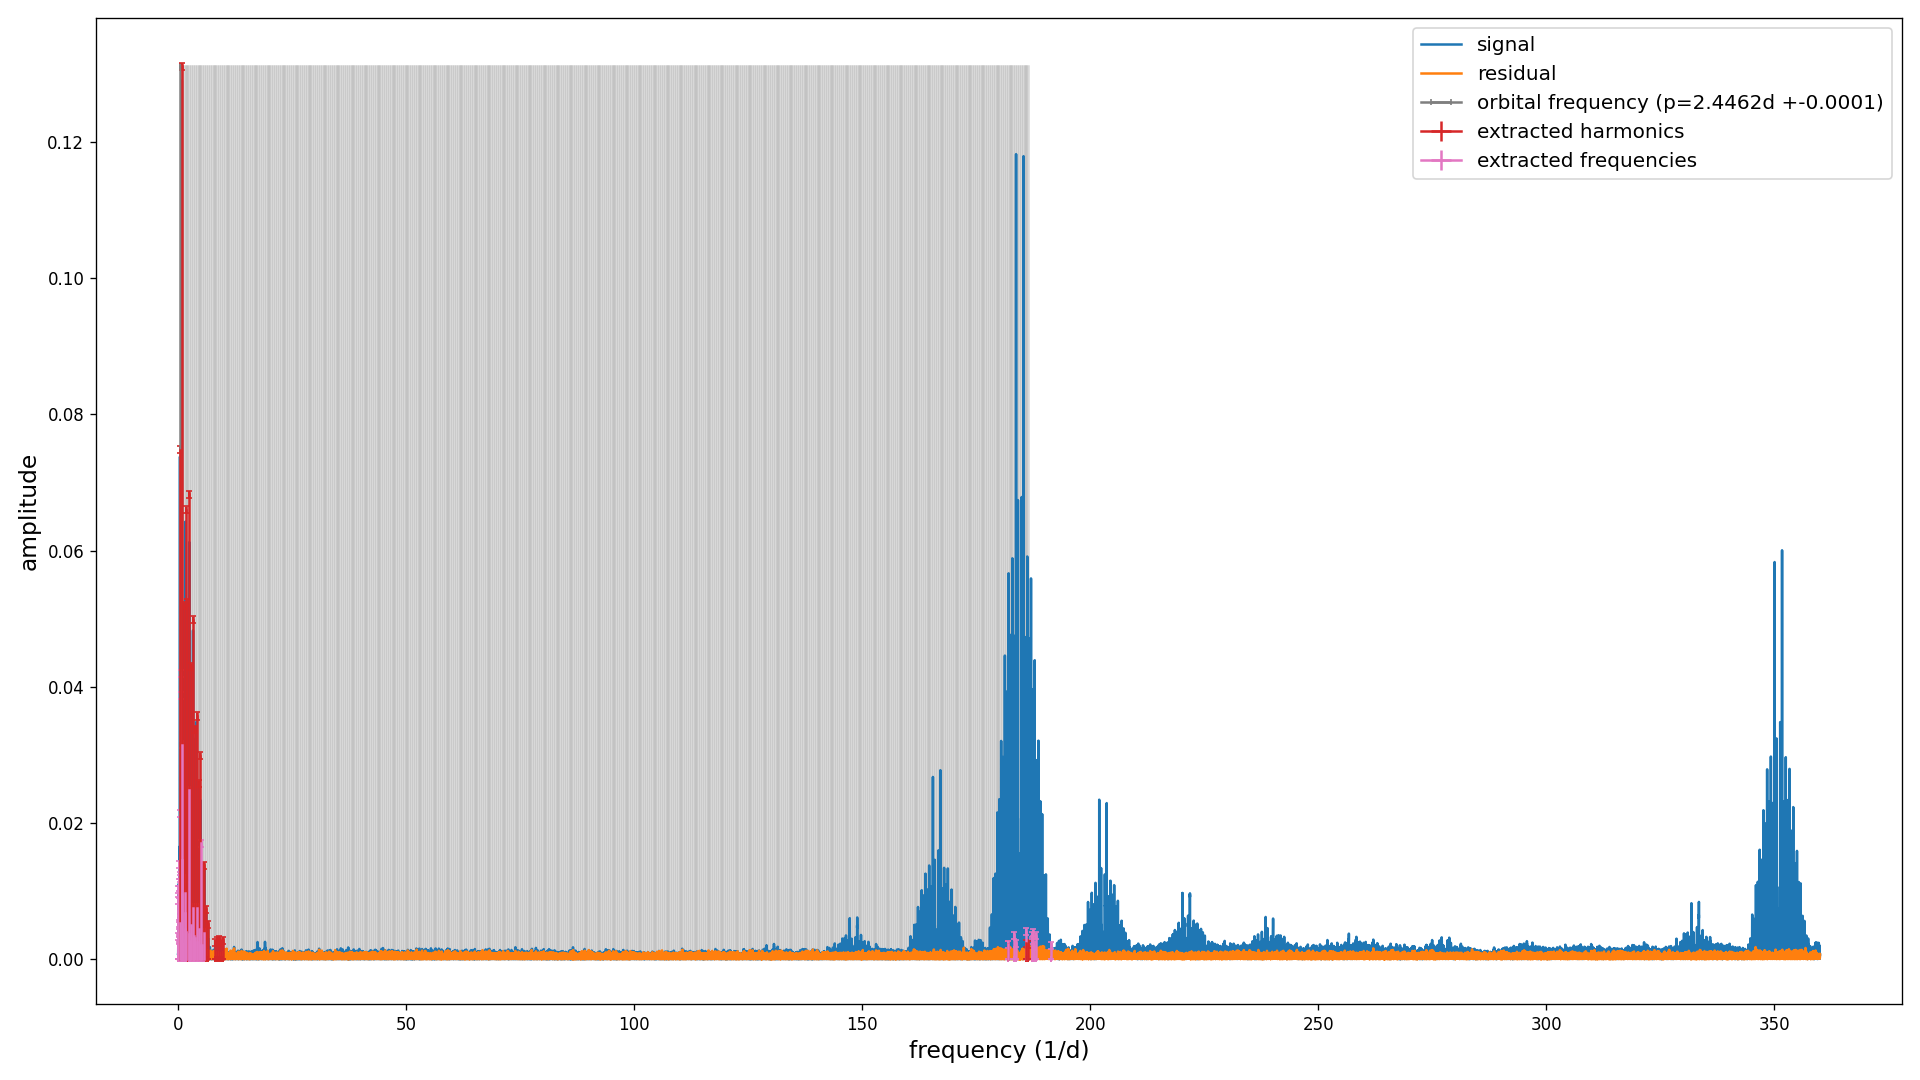 signal
residual
orbital frequency (p=2.4462d +-0.0001)
extracted harmonics
extracted frequencies
0.12
0.10
0.08
0.06
0.04
0.02
0.00
amplitude
0 50 100 150 200 250 300 350
frequency (1/d)